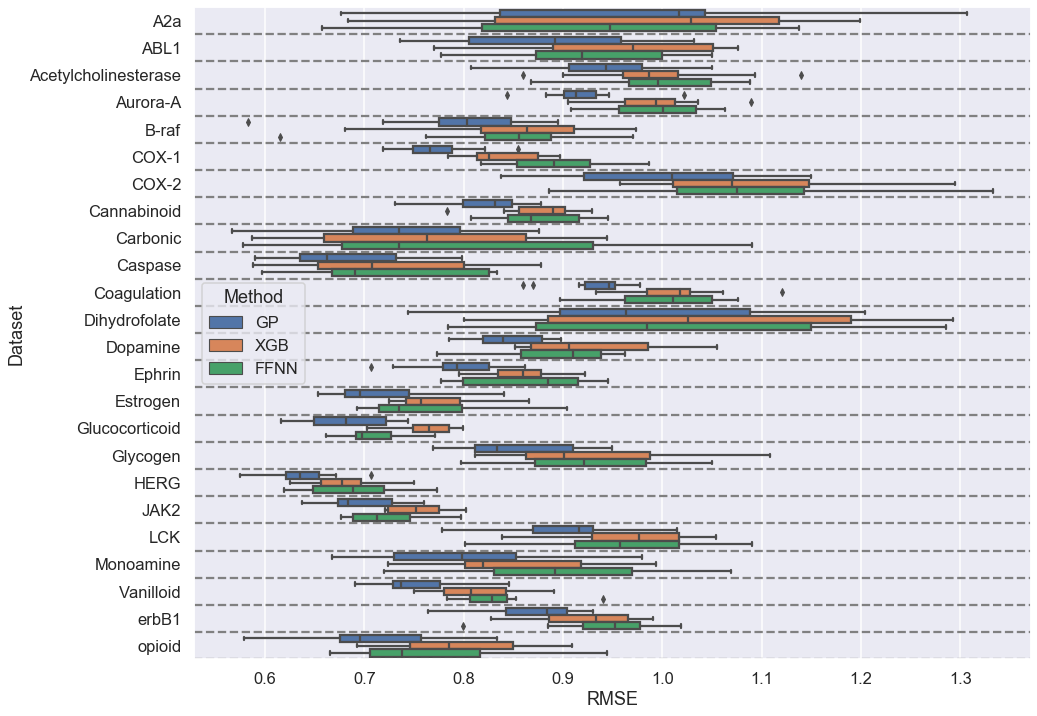 Dataset
A2a
ABL1
Acetylcholinesterase
Aurora-A
B-raf
COX-1
COX-2
Cannabinoid
Carbonic
Caspase
Coagulation
Dihydrofolate
Dopamine
Ephrin
Estrogen
Glucocorticoid
Glycogen
HERG
JAK2
LCK
Monoamine
Vanilloid
erbB1
opioid
Method
GP
XGB
FFNN
0.6 0.7 0.8 0.9 1.0 1.1 1.2 1.3
RMSE